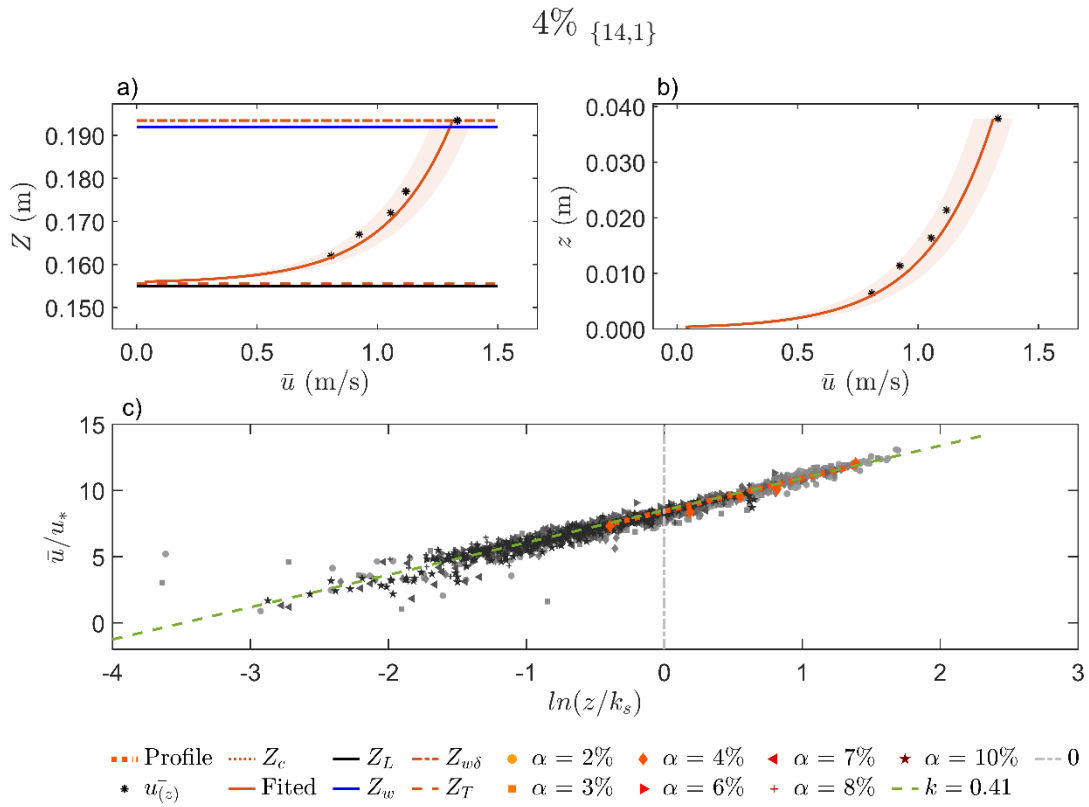 4% {14,1}
a)
b)
0.190
0.180
0.170
0.160
0.150
Z (m)
0.0 0.5 1.0 1.5
ū (m/s)
0.040
0.030
0.020
0.010
0.000
z (m)
0.0 0.5 1.0 1.5
ū (m/s)
c)
15
10
5
0
ū/u*
-4 -3 -2 -1 0 1 2 3
ln(z/ks)
Profile Zc ZL Zwδ α = 2% α = 4% α = 7% α = 10% 0
ū(z) Fited Zw ZT α = 3% α = 6% α = 8% k = 0.41